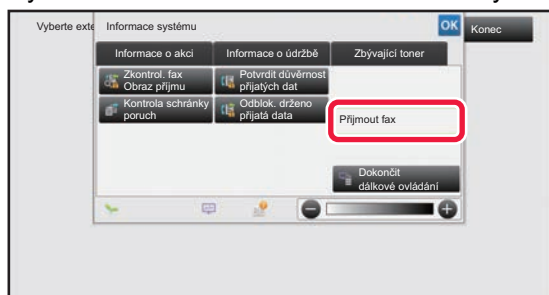 Vyberte exte
Informace systému
OK
Konec
Informace o akci
Informace o údržbě
Zbývající toner
Zkontrol. fax
Obraz příjmu
Potvrdit důvěrnost
přijatých dat
Kontrola schránky
poruch
Odblok. drženo
přijatá data
Přijmout fax
Dokončit
dálkové ovládání